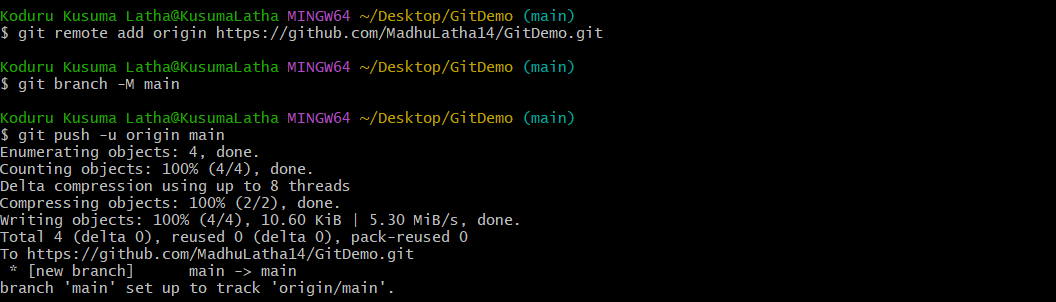 Koduru Kusuma Latha@KusumaLatha MINGW64 ~/Desktop/GitDemo (main)
$ git remote add origin https://github.com/MadhuLatha14/GitDemo.git
Koduru Kusuma Latha@KusumaLatha MINGW64 ~/Desktop/GitDemo (main)
$ git branch -M main
Koduru Kusuma Latha@KusumaLatha MINGW64 ~/Desktop/GitDemo (main)
$ git push -u origin main
Enumerating objects: 4, done.
Counting objects: 100% (4/4), done.
Delta compression using up to 8 threads
Compressing objects: 100% (2/2), done.
Writing objects: 100% (4/4), 10.60 KiB | 5.30 MiB/s, done.
Total 4 (delta 0), reused 0 (delta 0), pack-reused 0
To https://github.com/MadhuLatha14/GitDemo.git
 * [new branch]      main -> main
branch 'main' set up to track 'origin/main'.